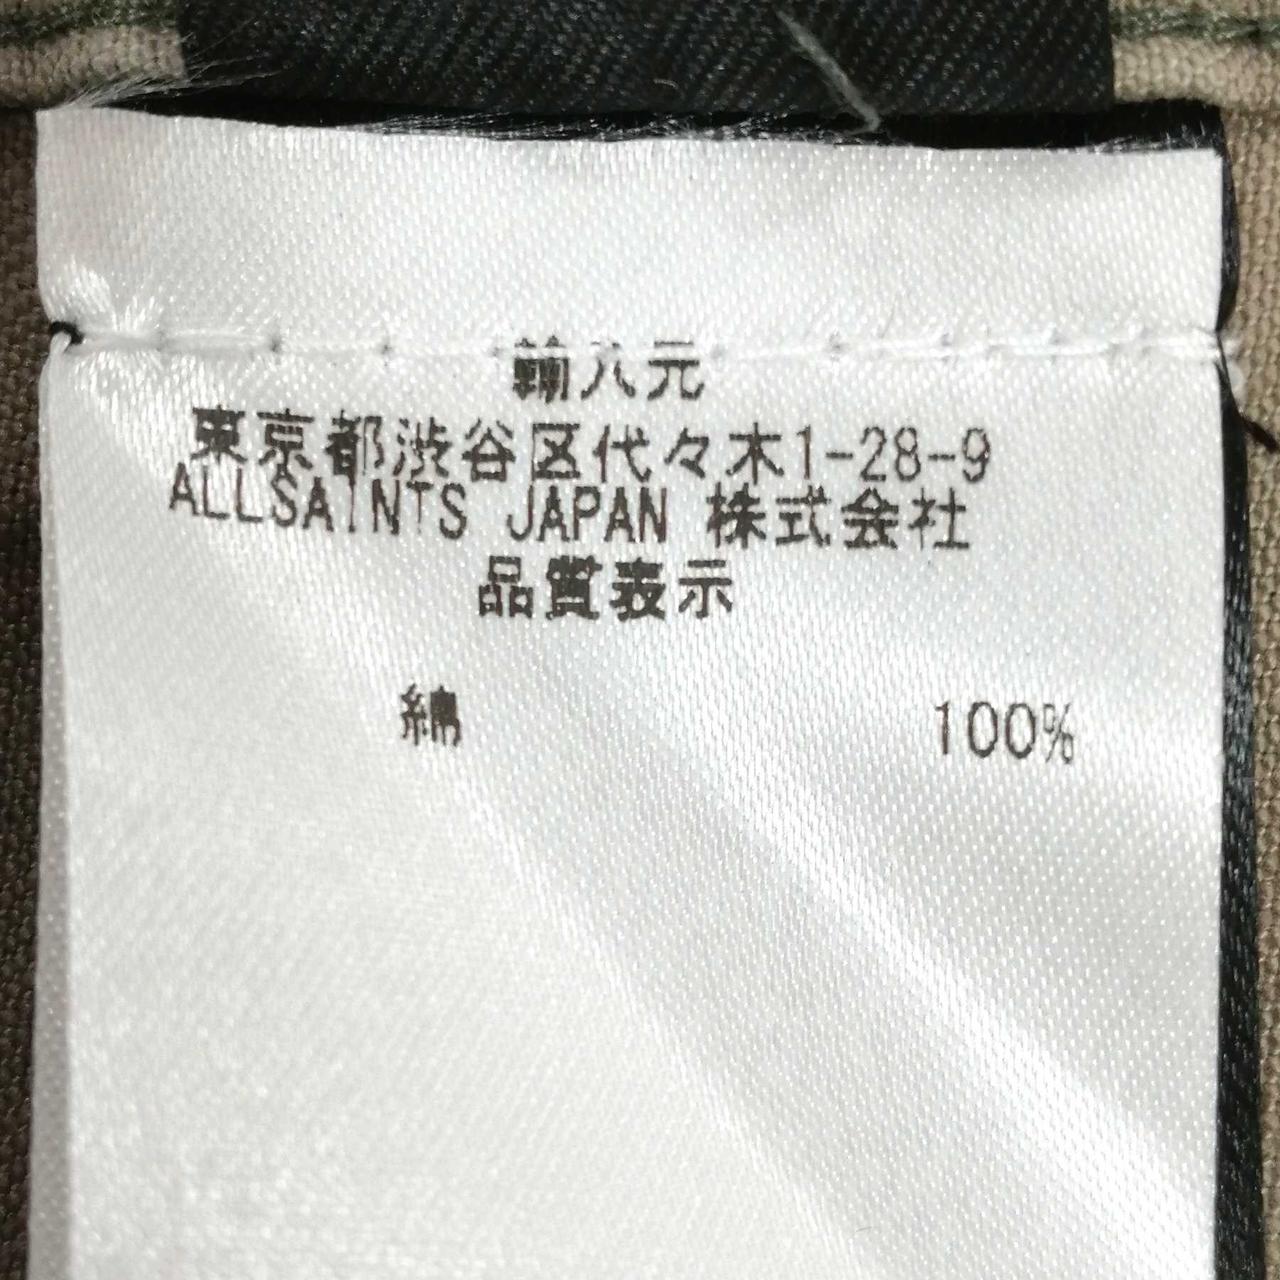 輸入元
東京都渋谷区代々木1-28-9
ALLSAINTS JAPAN 株式会社
品質表示
綿 100%